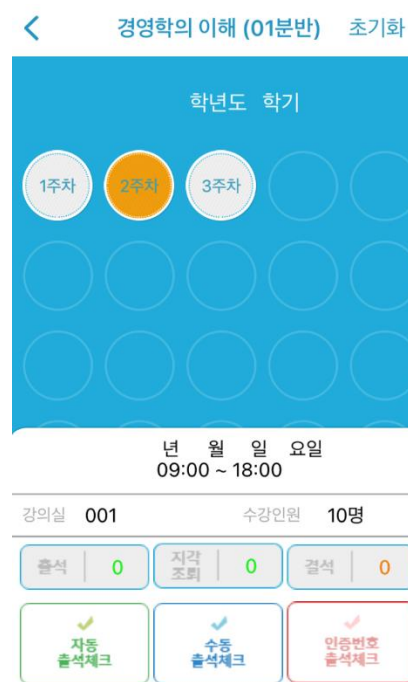 경영학의 이해 (01분반) 초기화
학년도 학기
1주차 2주차 3주차
년 월 일 요일
09:00 ~ 18:00
강의실 001 수강인원 10명
출석 0 지각 조퇴 0 결석 0
자동 수동 인증번호
출석체크 출석체크 출석체크